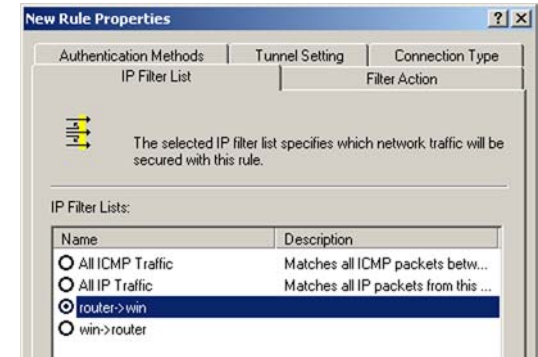 New Rule Properties
Authentication Methods Tunnel Setting Connection Type
IP Filter List Filter Action
The selected IP filter list specifies which network traffic will be
secured with this rule.
IP Filter Lists:
Name Description
All ICMP Traffic Matches all ICMP packets betw...
All IP Traffic Matches all IP packets from this ...
router->win
win->router